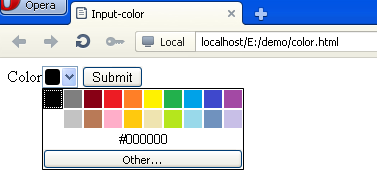 Opera
Input-color
Local
localhost/E:/demo/color.html
Color
Submit
#000000
Other...